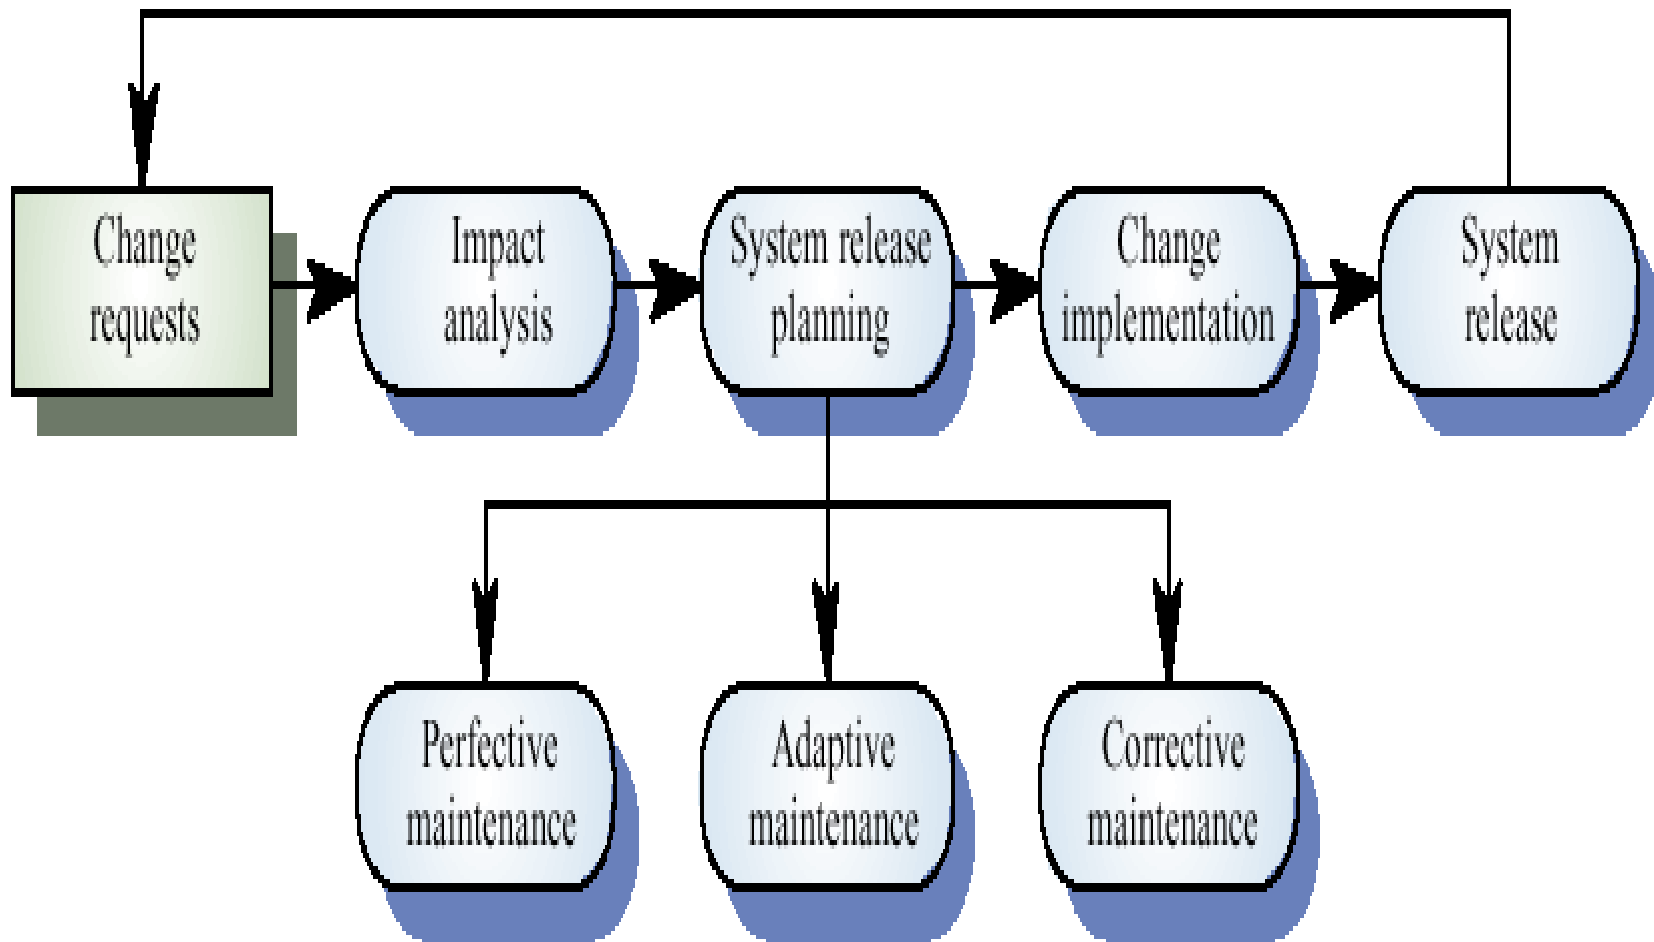 Change
requests
Impact
analysis
System release
planning
Change
implementation
System
release
Perfective
maintenance
Adaptive
maintenance
Corrective
maintenance